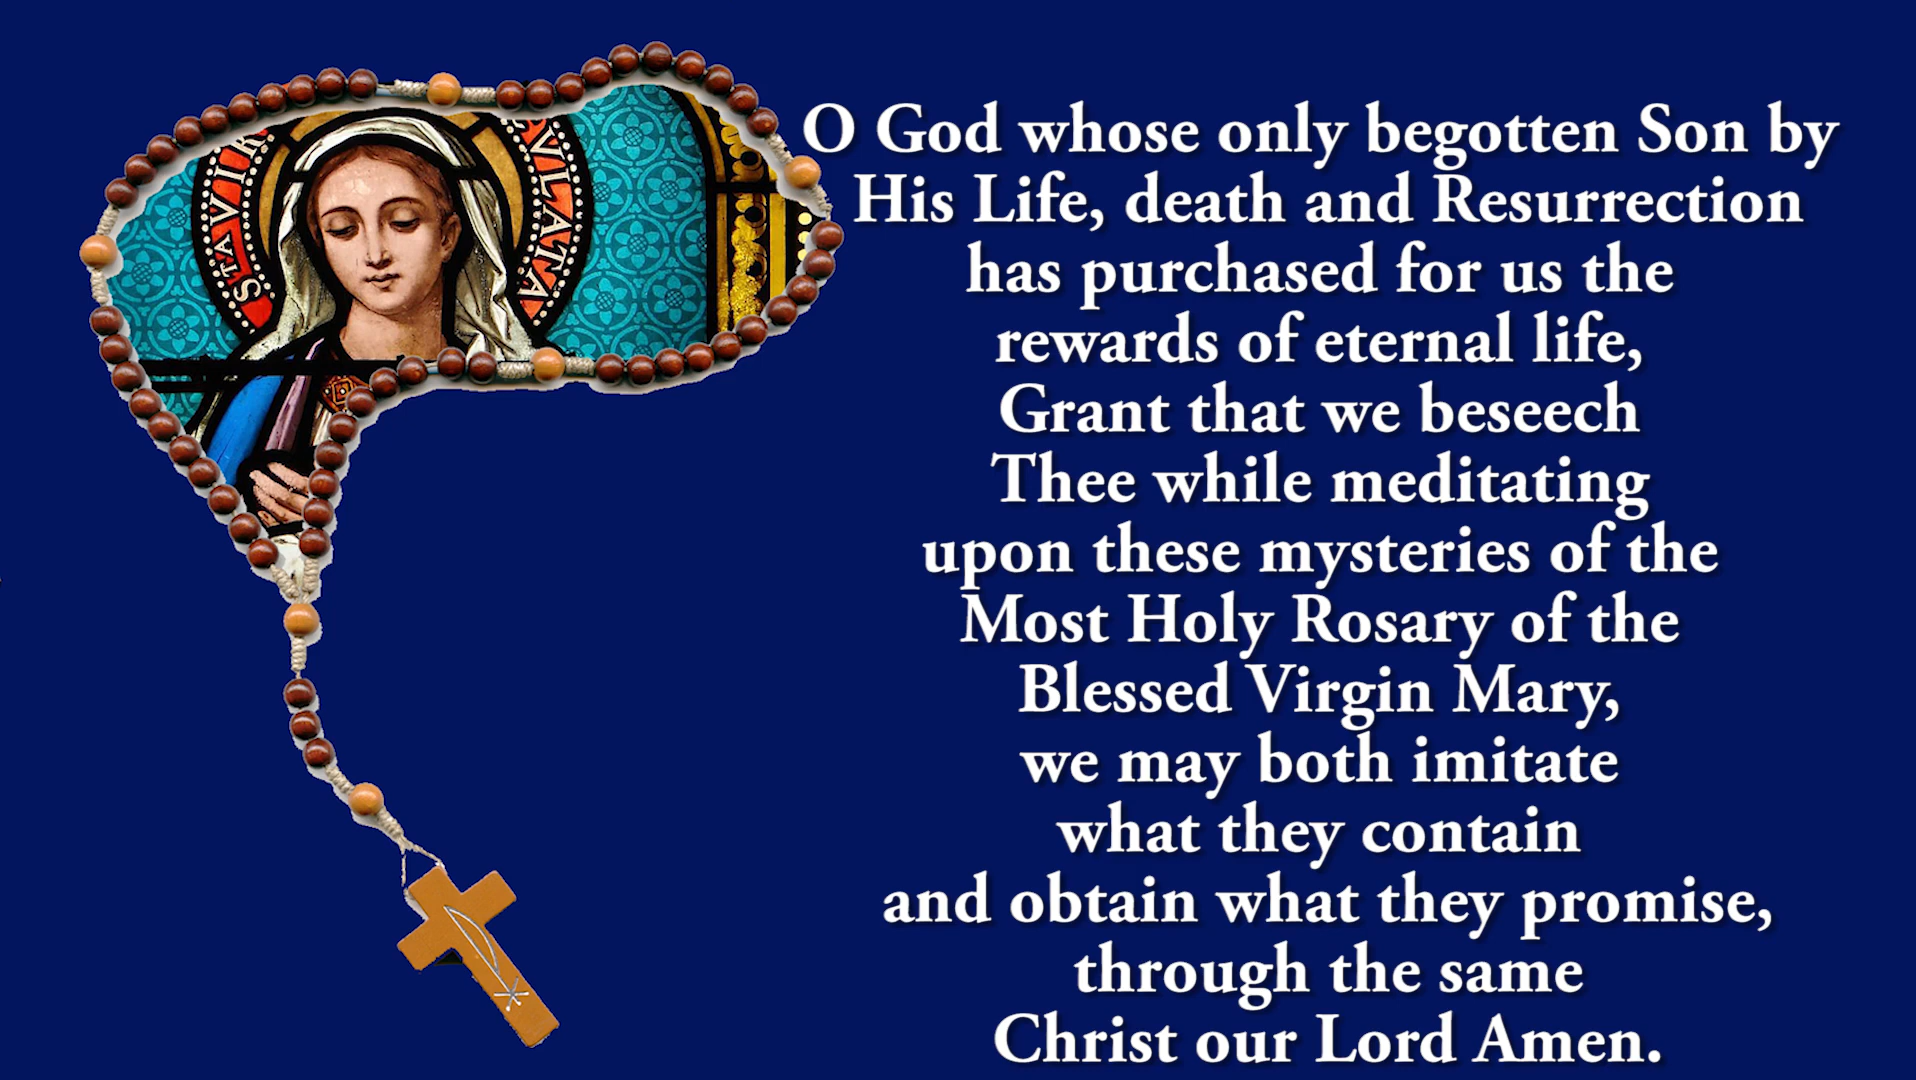 STA VIR
VLATA
O God whose only begotten Son by
His Life, death and Resurrection
has purchased for us the
rewards of eternal life,
Grant that we beseech
Thee while meditating
upon these mysteries of the
Most Holy Rosary of the
Blessed Virgin Mary,
we may both imitate
what they contain
and obtain what they promise,
through the same
Christ our Lord Amen.